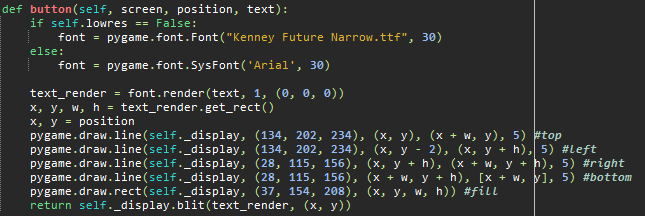 def button(self, screen, position, text):
    if self.lowres == False:
        font = pygame.font.Font("Kenney Future Narrow.ttf", 30)
    else:
        font = pygame.font.SysFont('Arial', 30)

    text_render = font.render(text, 1, (0, 0, 0))
    x, y, w, h = text_render.get_rect()
    x, y = position
    pygame.draw.line(self._display, (134, 202, 234), (x, y), (x + w, y), 5) #top
    pygame.draw.line(self._display, (134, 202, 234), (x, y - 2), (x, y + h), 5) #left
    pygame.draw.line(self._display, (28, 115, 156), (x, y + h), (x + w, y + h), 5) #right
    pygame.draw.line(self._display, (28, 115, 156), (x + w, y + h), [x + w, y], 5) #bottom
    pygame.draw.rect(self._display, (37, 154, 208), (x, y, w, h)) #fill
    return self._display.blit(text_render, (x, y))